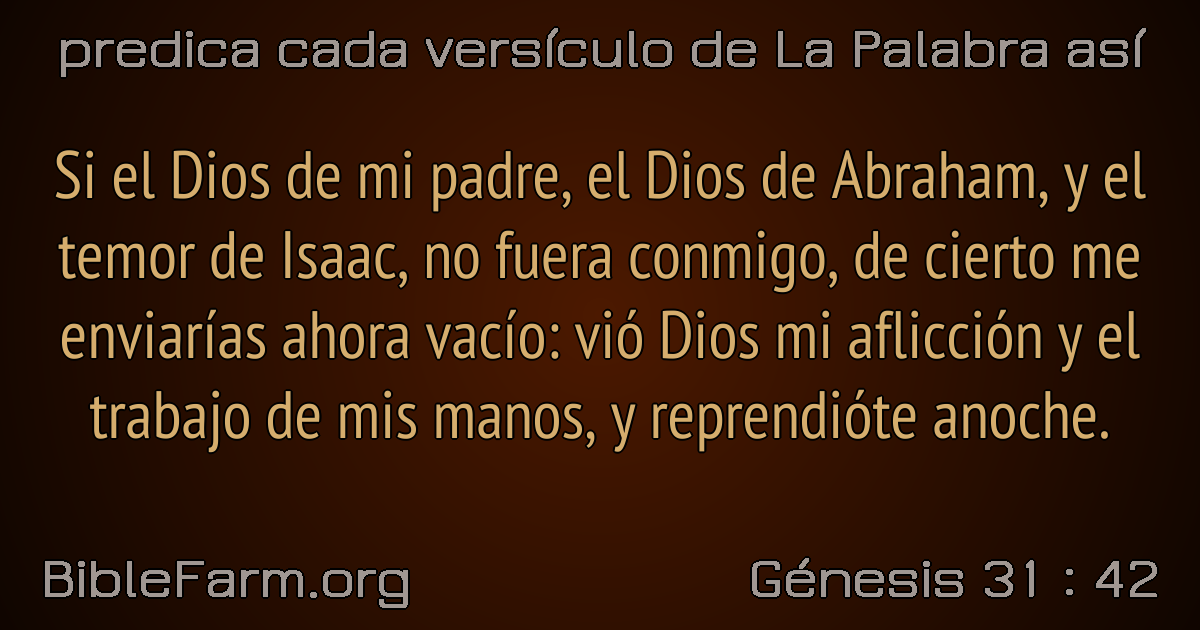 predica cada versículo de La Palabra así
Si el Dios de mi padre, el Dios de Abraham, y el
temor de Isaac, no fuera conmigo, de cierto me
enviarías ahora vacío: vió Dios mi aflicción y el
trabajo de mis manos, y reprendióte anoche.
BibleFarm.org
Génesis 31 : 42